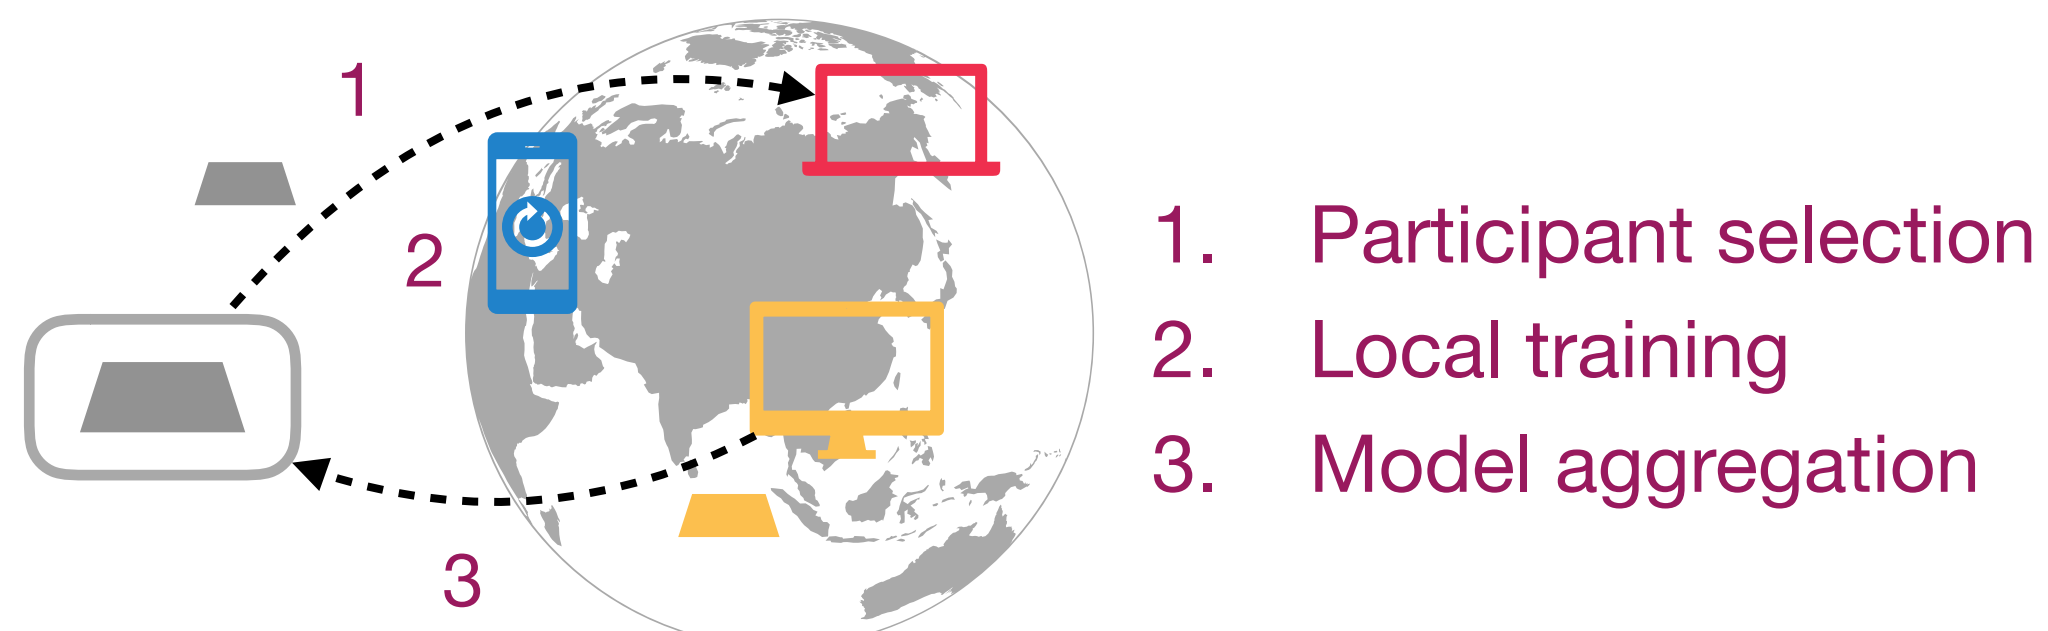 1
2
3
1. Participant selection
2. Local training
3. Model aggregation